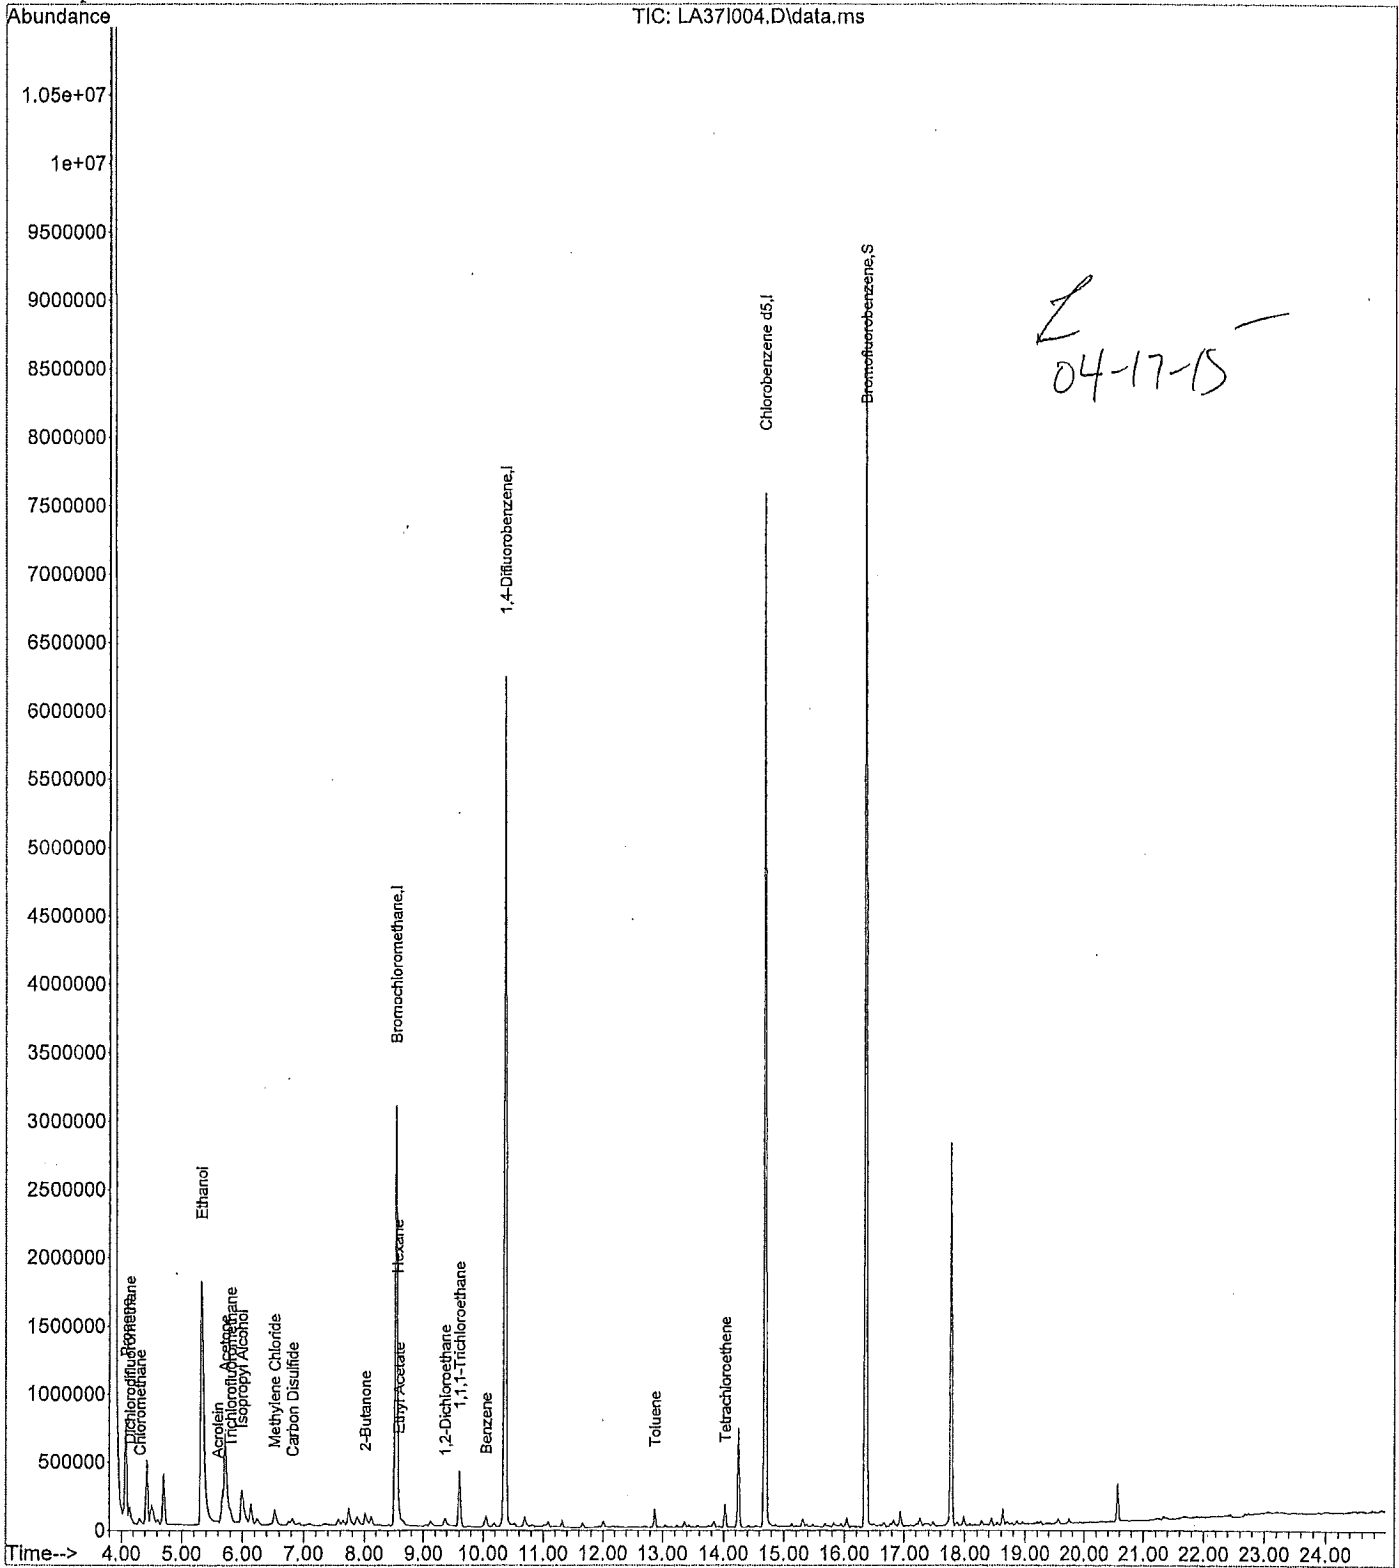 Abundance
TIC: LA37I004.D\data.ms
1.05e+07
1e+07
9500000
9000000
8500000
8000000
7500000
7000000
6500000
6000000
5500000
5000000
4500000
4000000
3500000
3000000
2500000
2000000
1500000
1000000
500000
0
Time-->
4.00 5.00 6.00 7.00 8.00 9.00 10.00 11.00 12.00 13.00 14.00 15.00 16.00 17.00 18.00 19.00 20.00 21.00 22.00 23.00 24.00
Dichlorodifluoromethane
Chloromethane
Ethanol
Acrolein
Acetone
Trichlorofluoromethane
Isopropyl Alcohol
Methylene Chloride
Carbon Disulfide
2-Butanone
Bromochloromethane,I
Hexane
Ethyl Acetate
1,2-Dichloroethane
1,1,1-Trichloroethane
Benzene
1,4-Difluorobenzene,I
Toluene
Tetrachloroethene
Chlorobenzene d5,I
Bromofluorobenzene,S
04-17-15